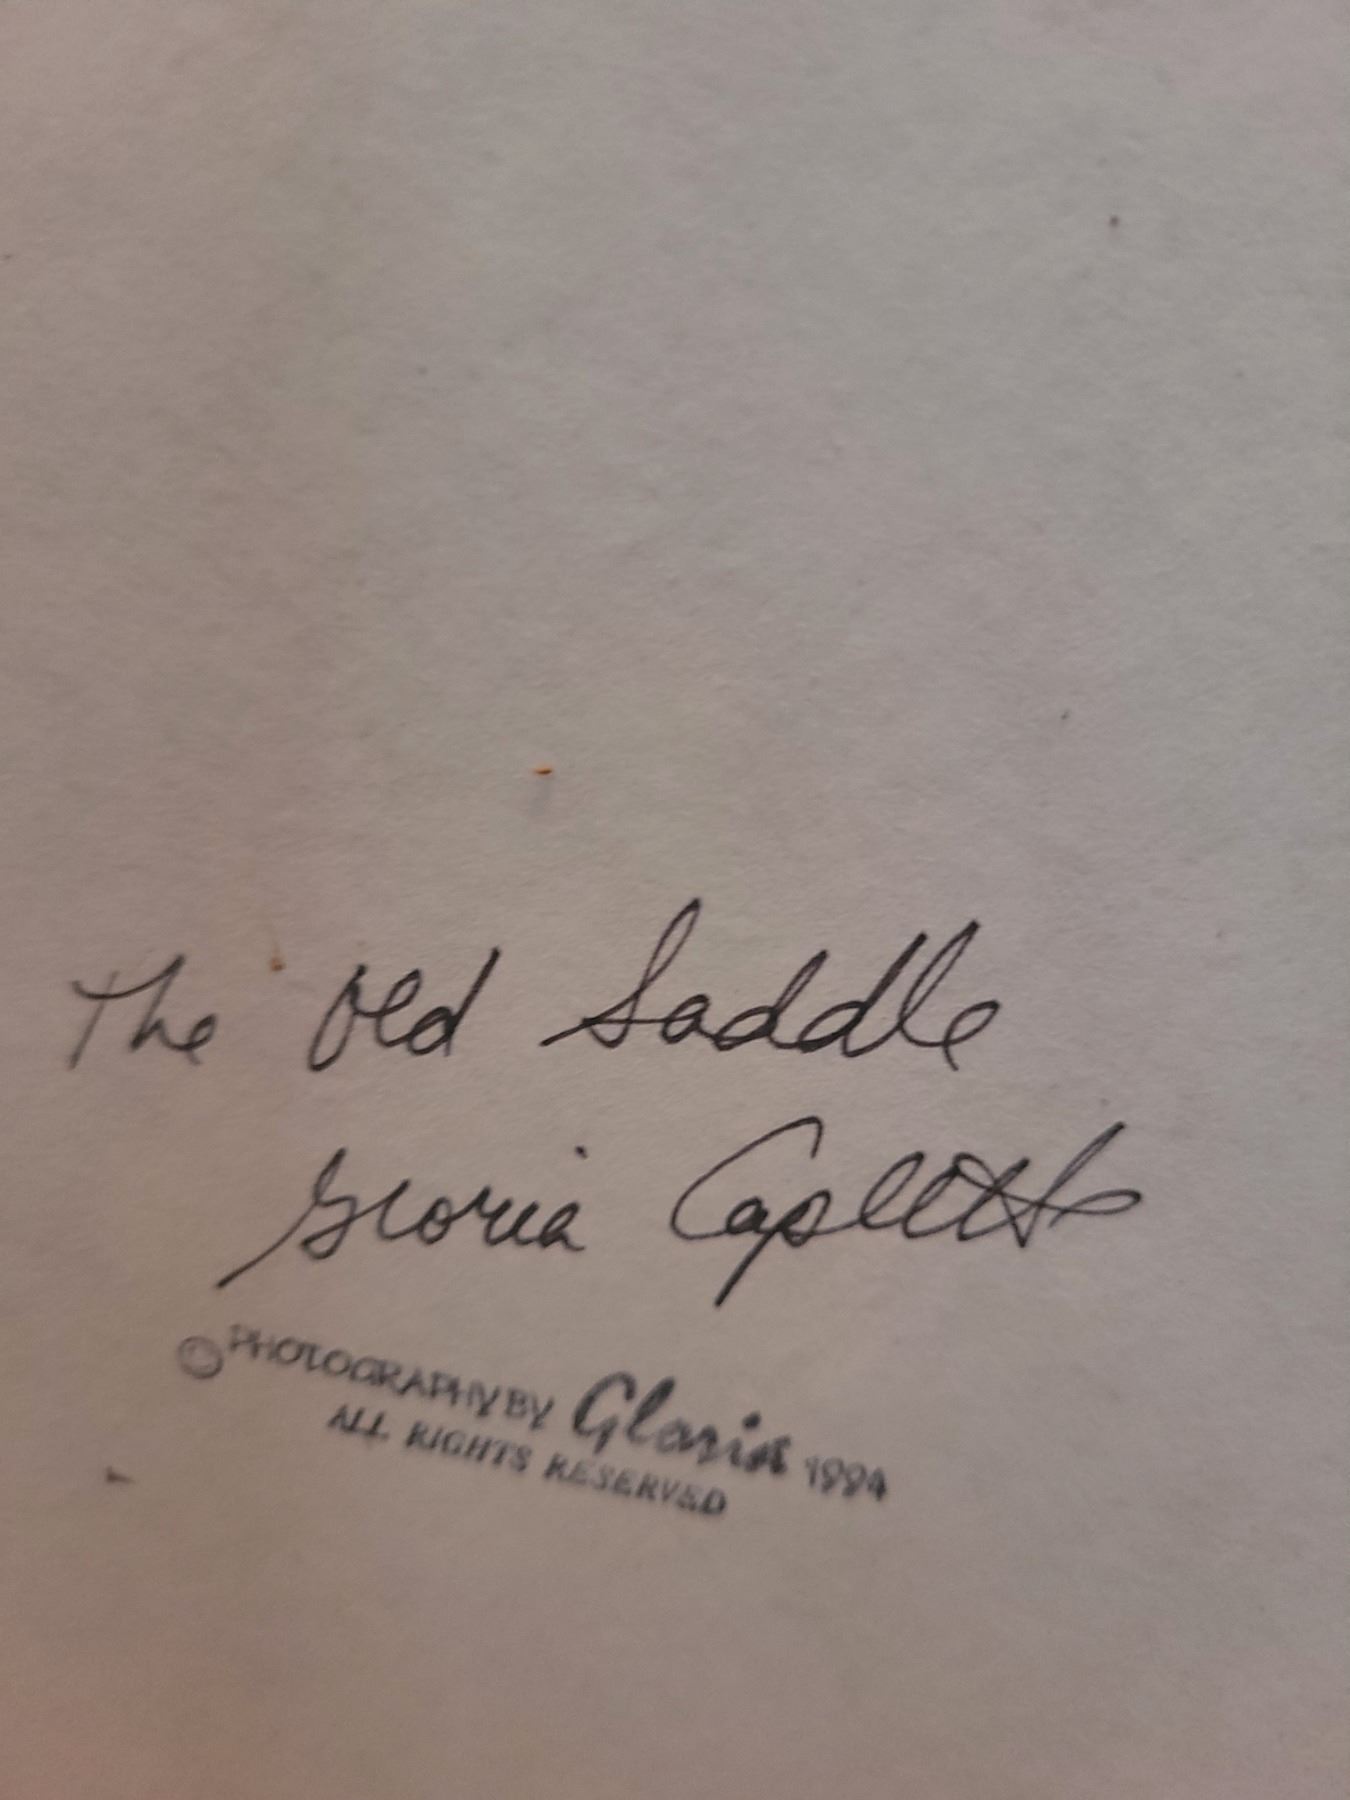 The Old Saddle
Gloria
© PHOTOGRAPHY BY Gloria 1994
ALL RIGHTS RESERVED